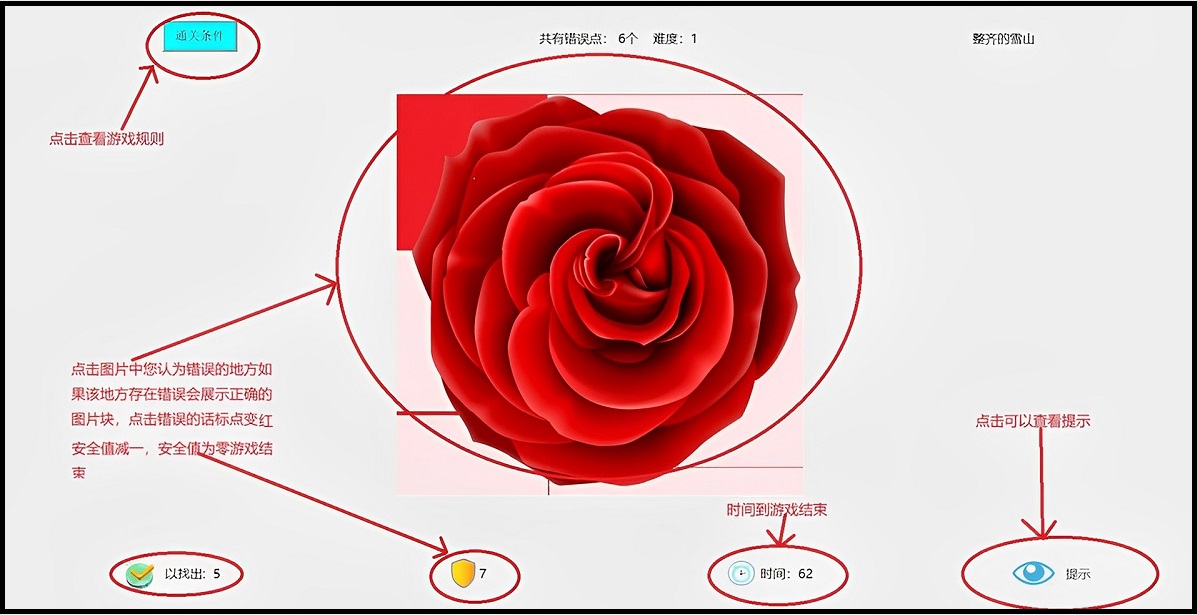 通关条件
共有错误点： 6个 难度：1
整齐的雪山
点击查看游戏规则
点击图片中您认为错误的地方如
果该地方存在错误会展示正确的
图片块，点击错误的话标点变红
安全值减一，安全值为零游戏结
束
点击可以查看提示
时间到游戏结束
以找出：5
7
时间：62
提示